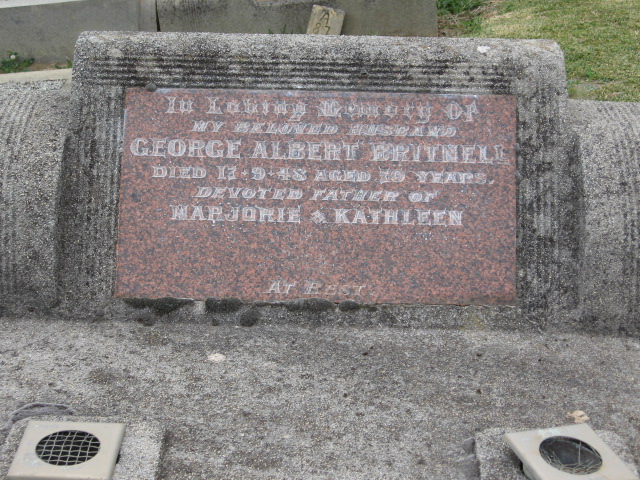 In Loving Memory Of
MY BELOVED HUSBAND
GEORGE ALBERT BRITNELL
DIED 17·9·48 AGED 79 YEARS.
DEVOTED FATHER OF
MARJORIE & KATHLEEN
AT REST